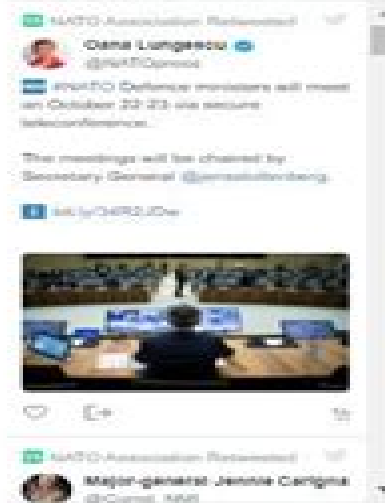 NATO Association Retweeted
Oana Lungescu
@NATOpress
#NATO Defence ministers will meet
on October 22-23 via secure
teleconference.
The meetings will be chaired by
Secretary General @jensstoltenberg.
NATO Association Retweeted
Major-general Jennie Carigna